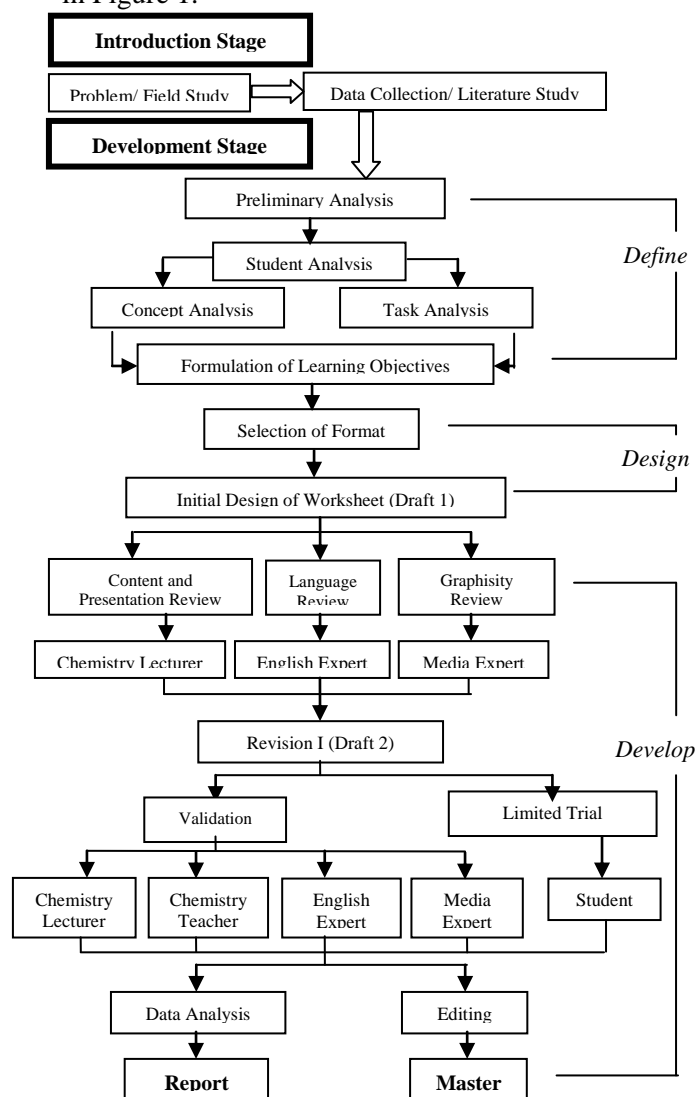 in Figure 1.
Introduction Stage
Problem/ Field Study
Data Collection/ Literature Study
Development Stage
Preliminary Analysis
Define
Student Analysis
Concept Analysis
Task Analysis
Formulation of Learning Objectives
Selection of Format
Design
Initial Design of Worksheet (Draft 1)
Content and
Presentation Review
Language
Review
Graphisity
Review
Chemistry Lecturer
English Expert
Media Expert
Revision I (Draft 2)
Develop
Validation
Limited Trial
Chemistry
Lecturer
Chemistry
Teacher
English
Expert
Media
Expert
Student
Data Analysis
Editing
Report
Master